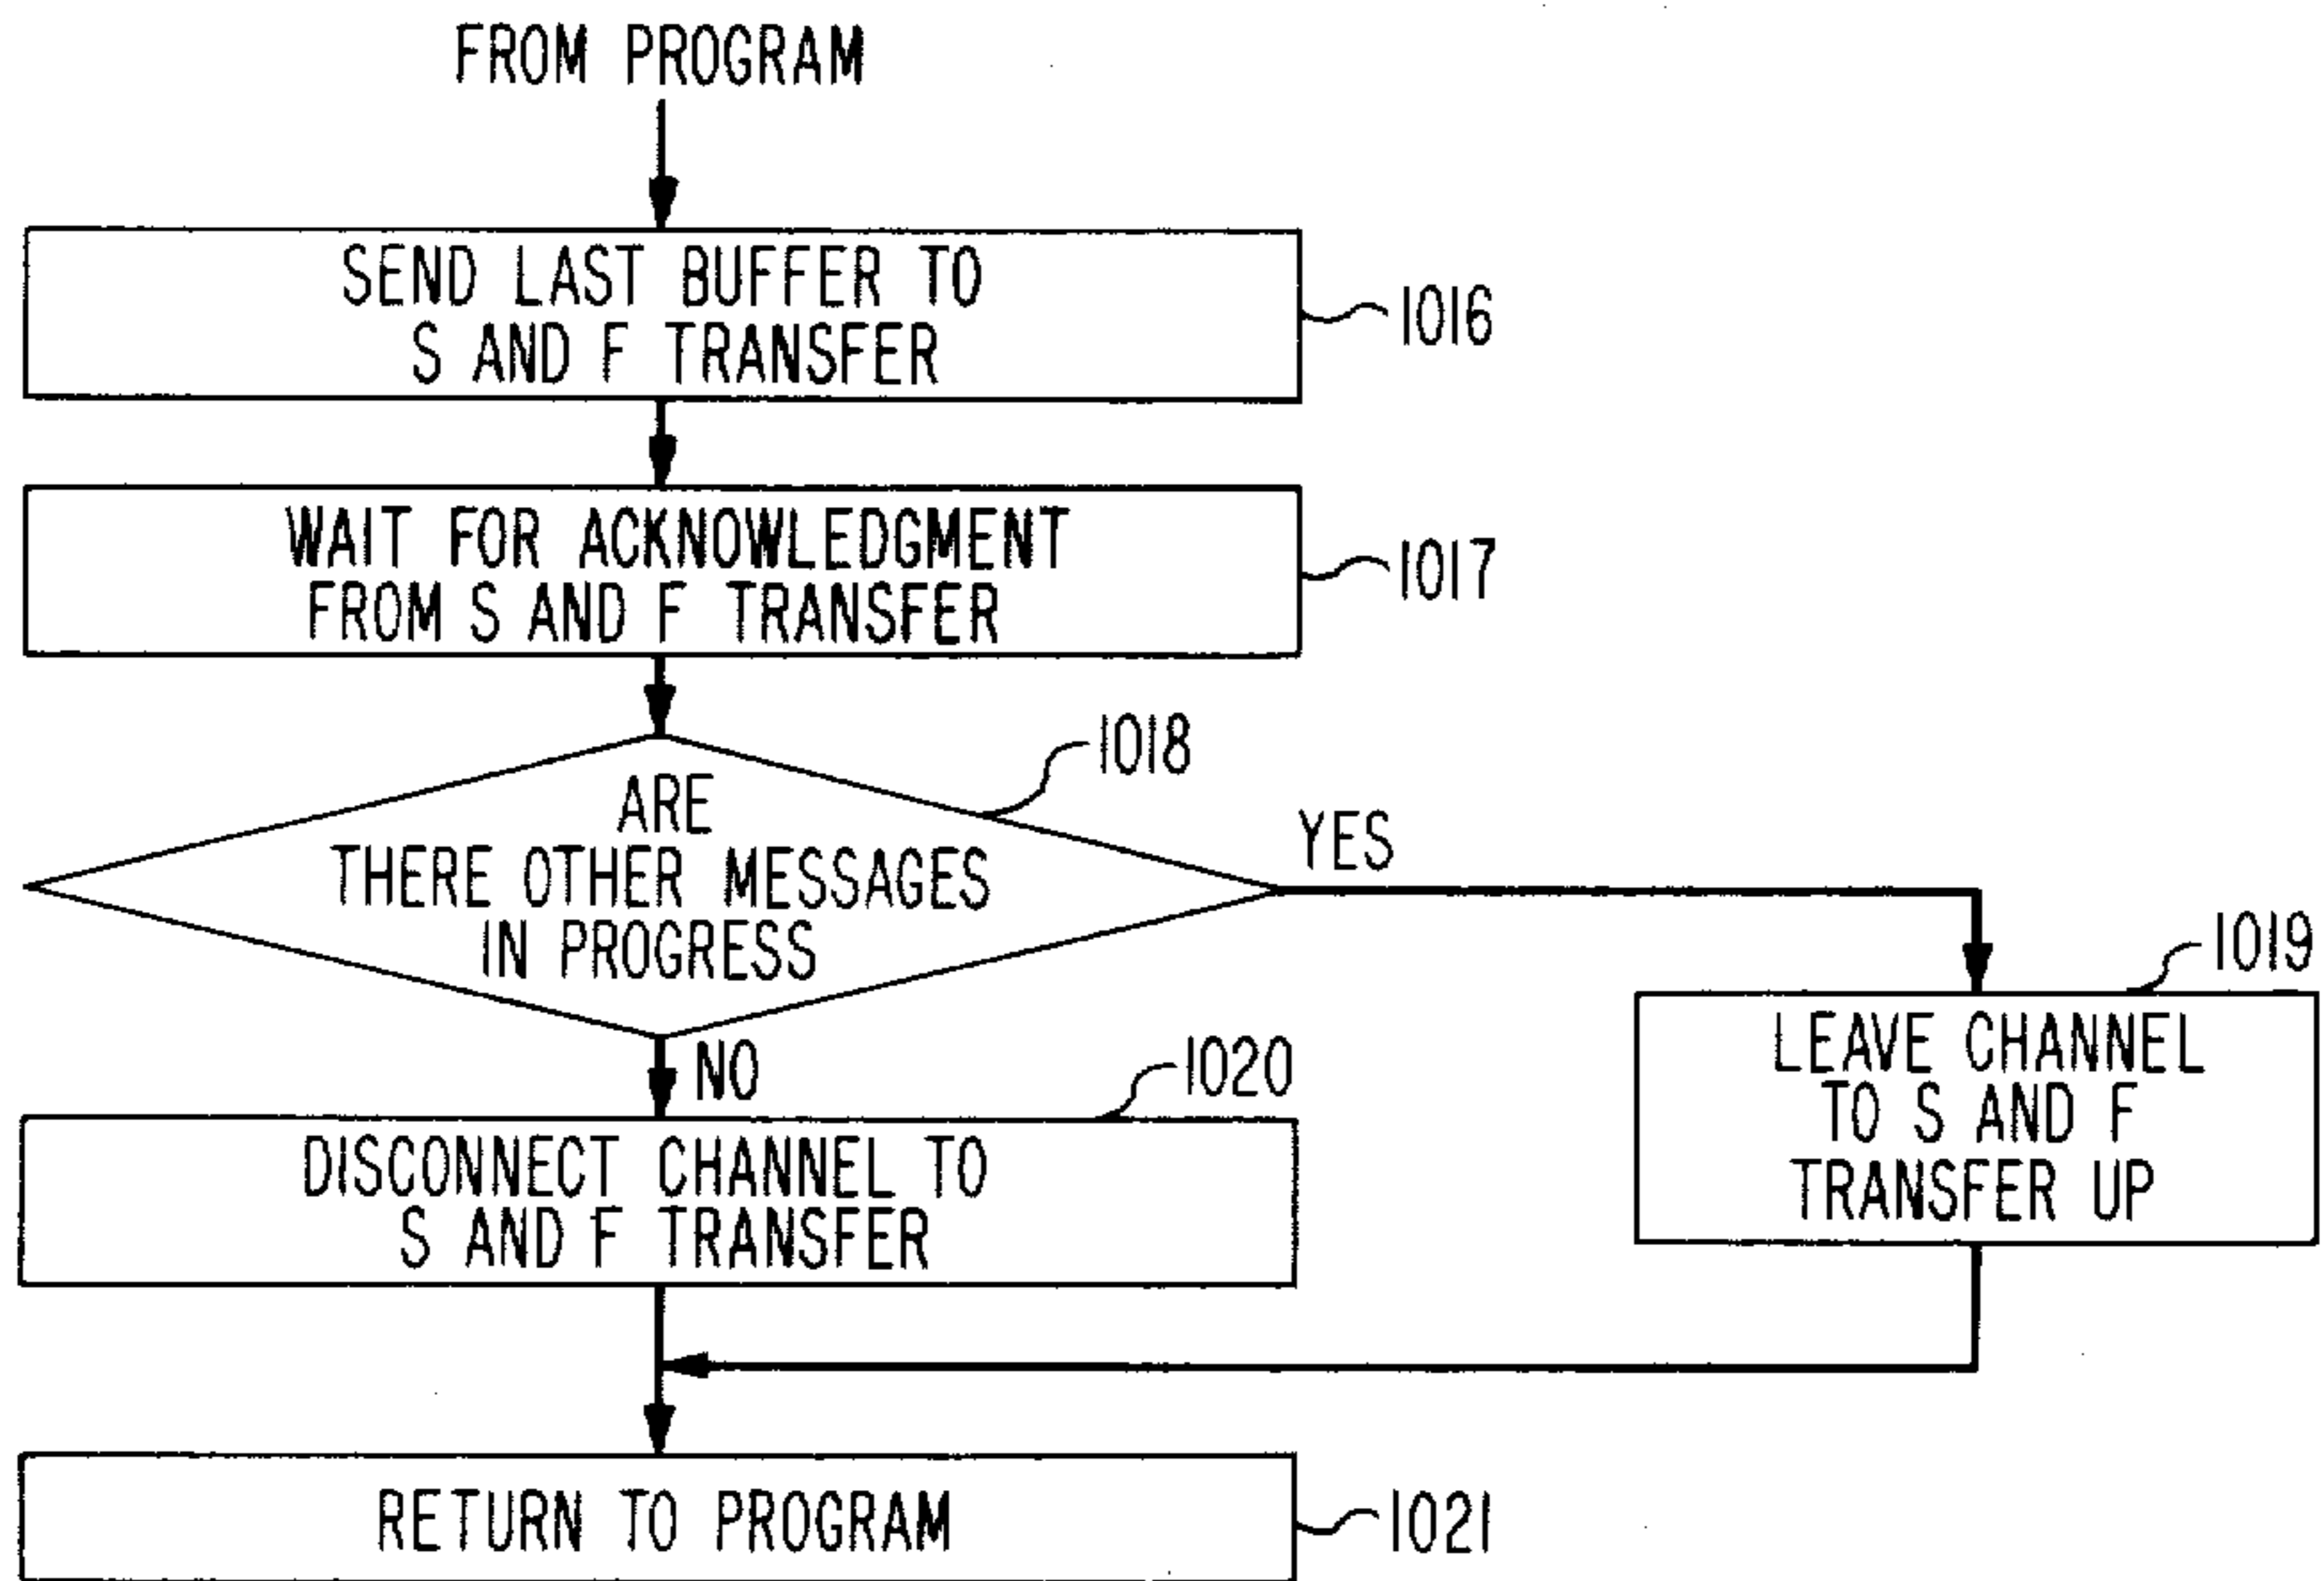 FROM PROGRAM
SEND LAST BUFFER TO
S AND F TRANSFER
1016
WAIT FOR ACKNOWLEDGMENT
FROM S AND F TRANSFER
1017
ARE
THERE OTHER MESSAGES
IN PROGRESS
1018
YES
NO
1019
LEAVE CHANNEL
TO S AND F
TRANSFER UP
1020
DISCONNECT CHANNEL TO
S AND F TRANSFER
RETURN TO PROGRAM
1021